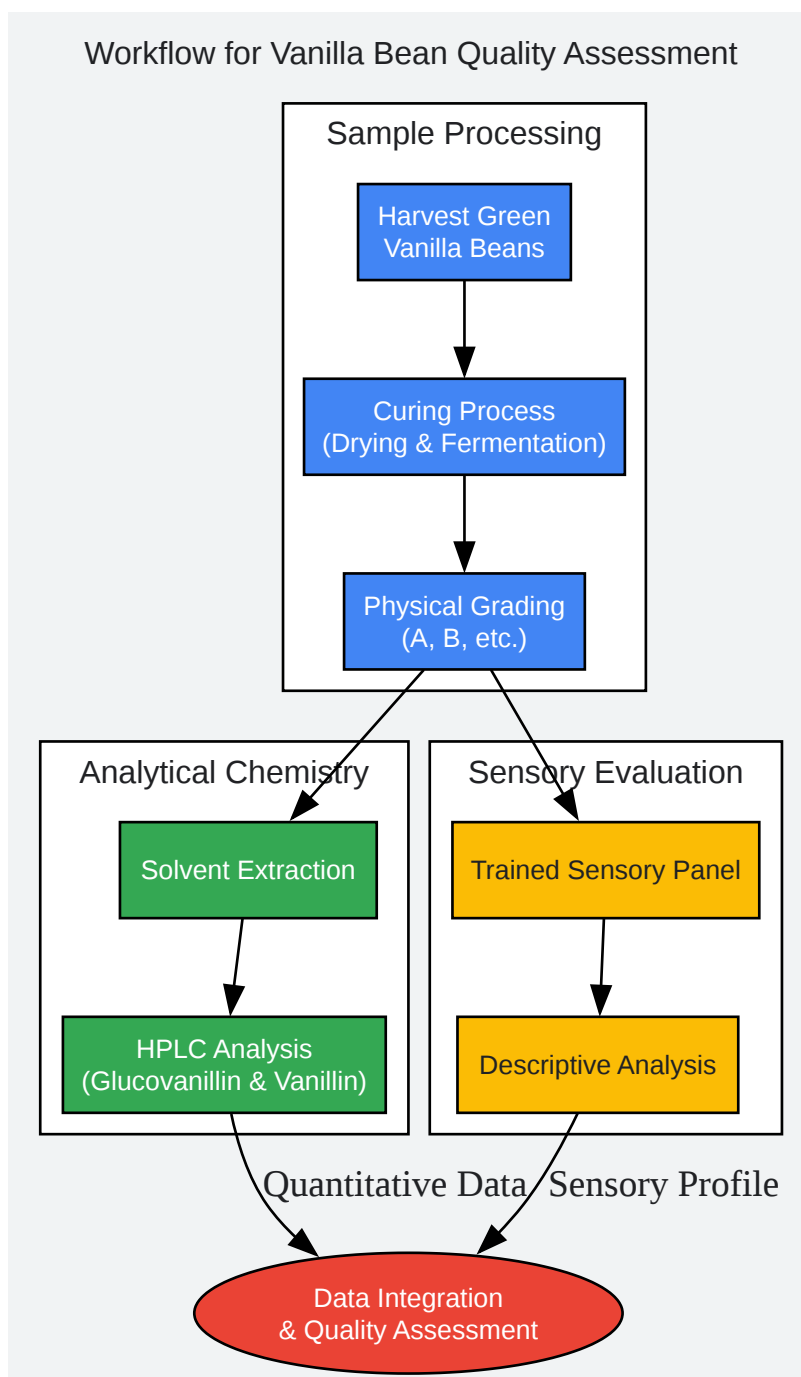 Workflow for Vanilla Bean Quality Assessment
Sample Processing
Harvest Green
Vanilla Beans
Curing Process
(Drying & Fermentation)
Physical Grading
(A, B, etc.)
Analytical Chemistry
Solvent Extraction
HPLC Analysis
(Glucovanillin & Vanillin)
Sensory Evaluation
Trained Sensory Panel
Descriptive Analysis
Quantitative Data
Sensory Profile
Data Integration
& Quality Assessment